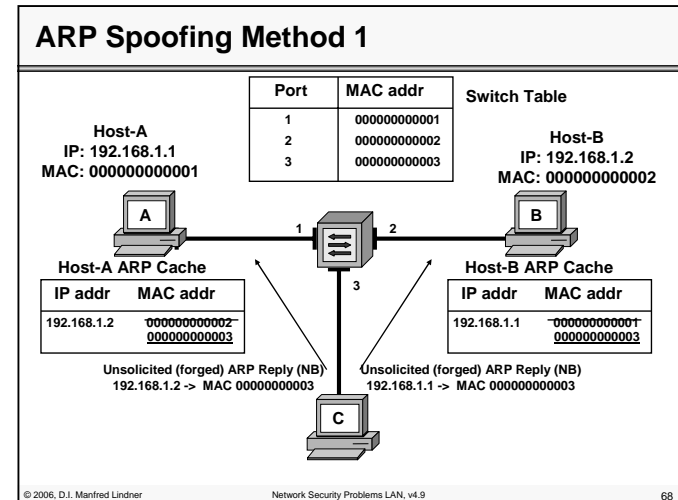 ARP Spoofing Method 1
Port MAC addr
1 000000000001
2 000000000002
3 000000000003
Switch Table
Host-A
IP: 192.168.1.1
MAC: 000000000001
Host-B
IP: 192.168.1.2
MAC: 000000000002
A
B
1
2
3
Host-A ARP Cache
IP addr MAC addr
192.168.1.2 000000000002
000000000003
Host-B ARP Cache
IP addr MAC addr
192.168.1.1 000000000001
000000000003
Unsolicited (forged) ARP Reply (NB)
192.168.1.2 -> MAC 00000000003
Unsolicited (forged) ARP Reply (NB)
192.168.1.1 -> MAC 000000000003
C
© 2006, D.I. Manfred Lindner
Network Security Problems LAN, v4.9
68